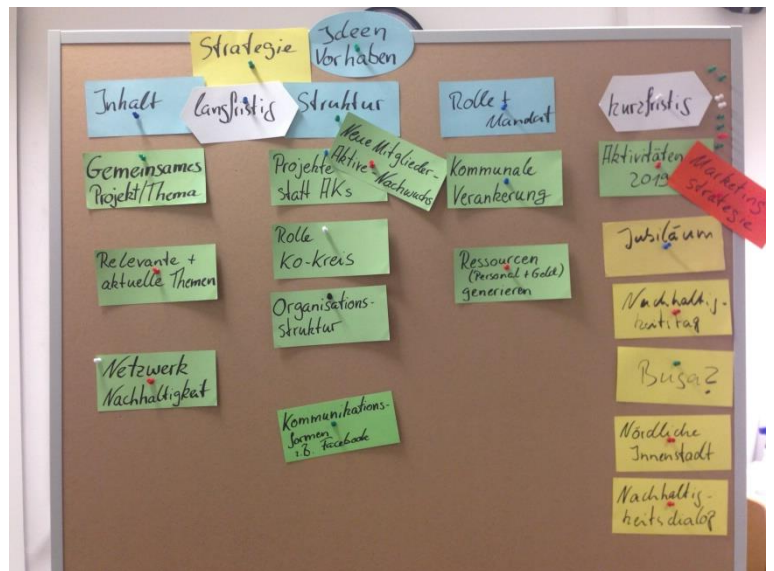 Strategie
Ideen
Vorhaben
Inhalt
langfristig
Struktur
Rolle +
Mandat
kurzfristig
Gemeinsames
Projekt/Thema
Relevante +
aktuelle Themen
Netzwerk
Nachhaltigkeit
Projekte
statt AKs
Neue Mitglieder-
Aktive-Nachwuchs
Rolle
Ko-Kreis
Organisations-
struktur
Kommunikations-
formen
z.B. Facebook
Kommunale
Verankerung
Ressourcen
(Personal + Geld)
generieren
Aktivitäten
2019
Marketing
strategie
Jubiläum
Nachhaltig-
keitstag
Buga?
Nördliche
Innenstadt
Nachhaltig-
keitsdialog